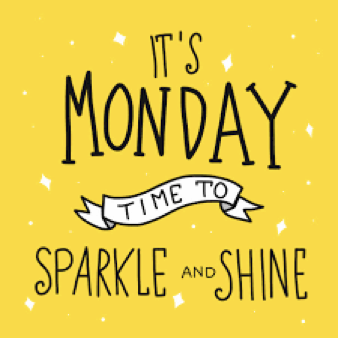 IT'S
MONDAY
TIME TO
SPARKLE AND SHINE